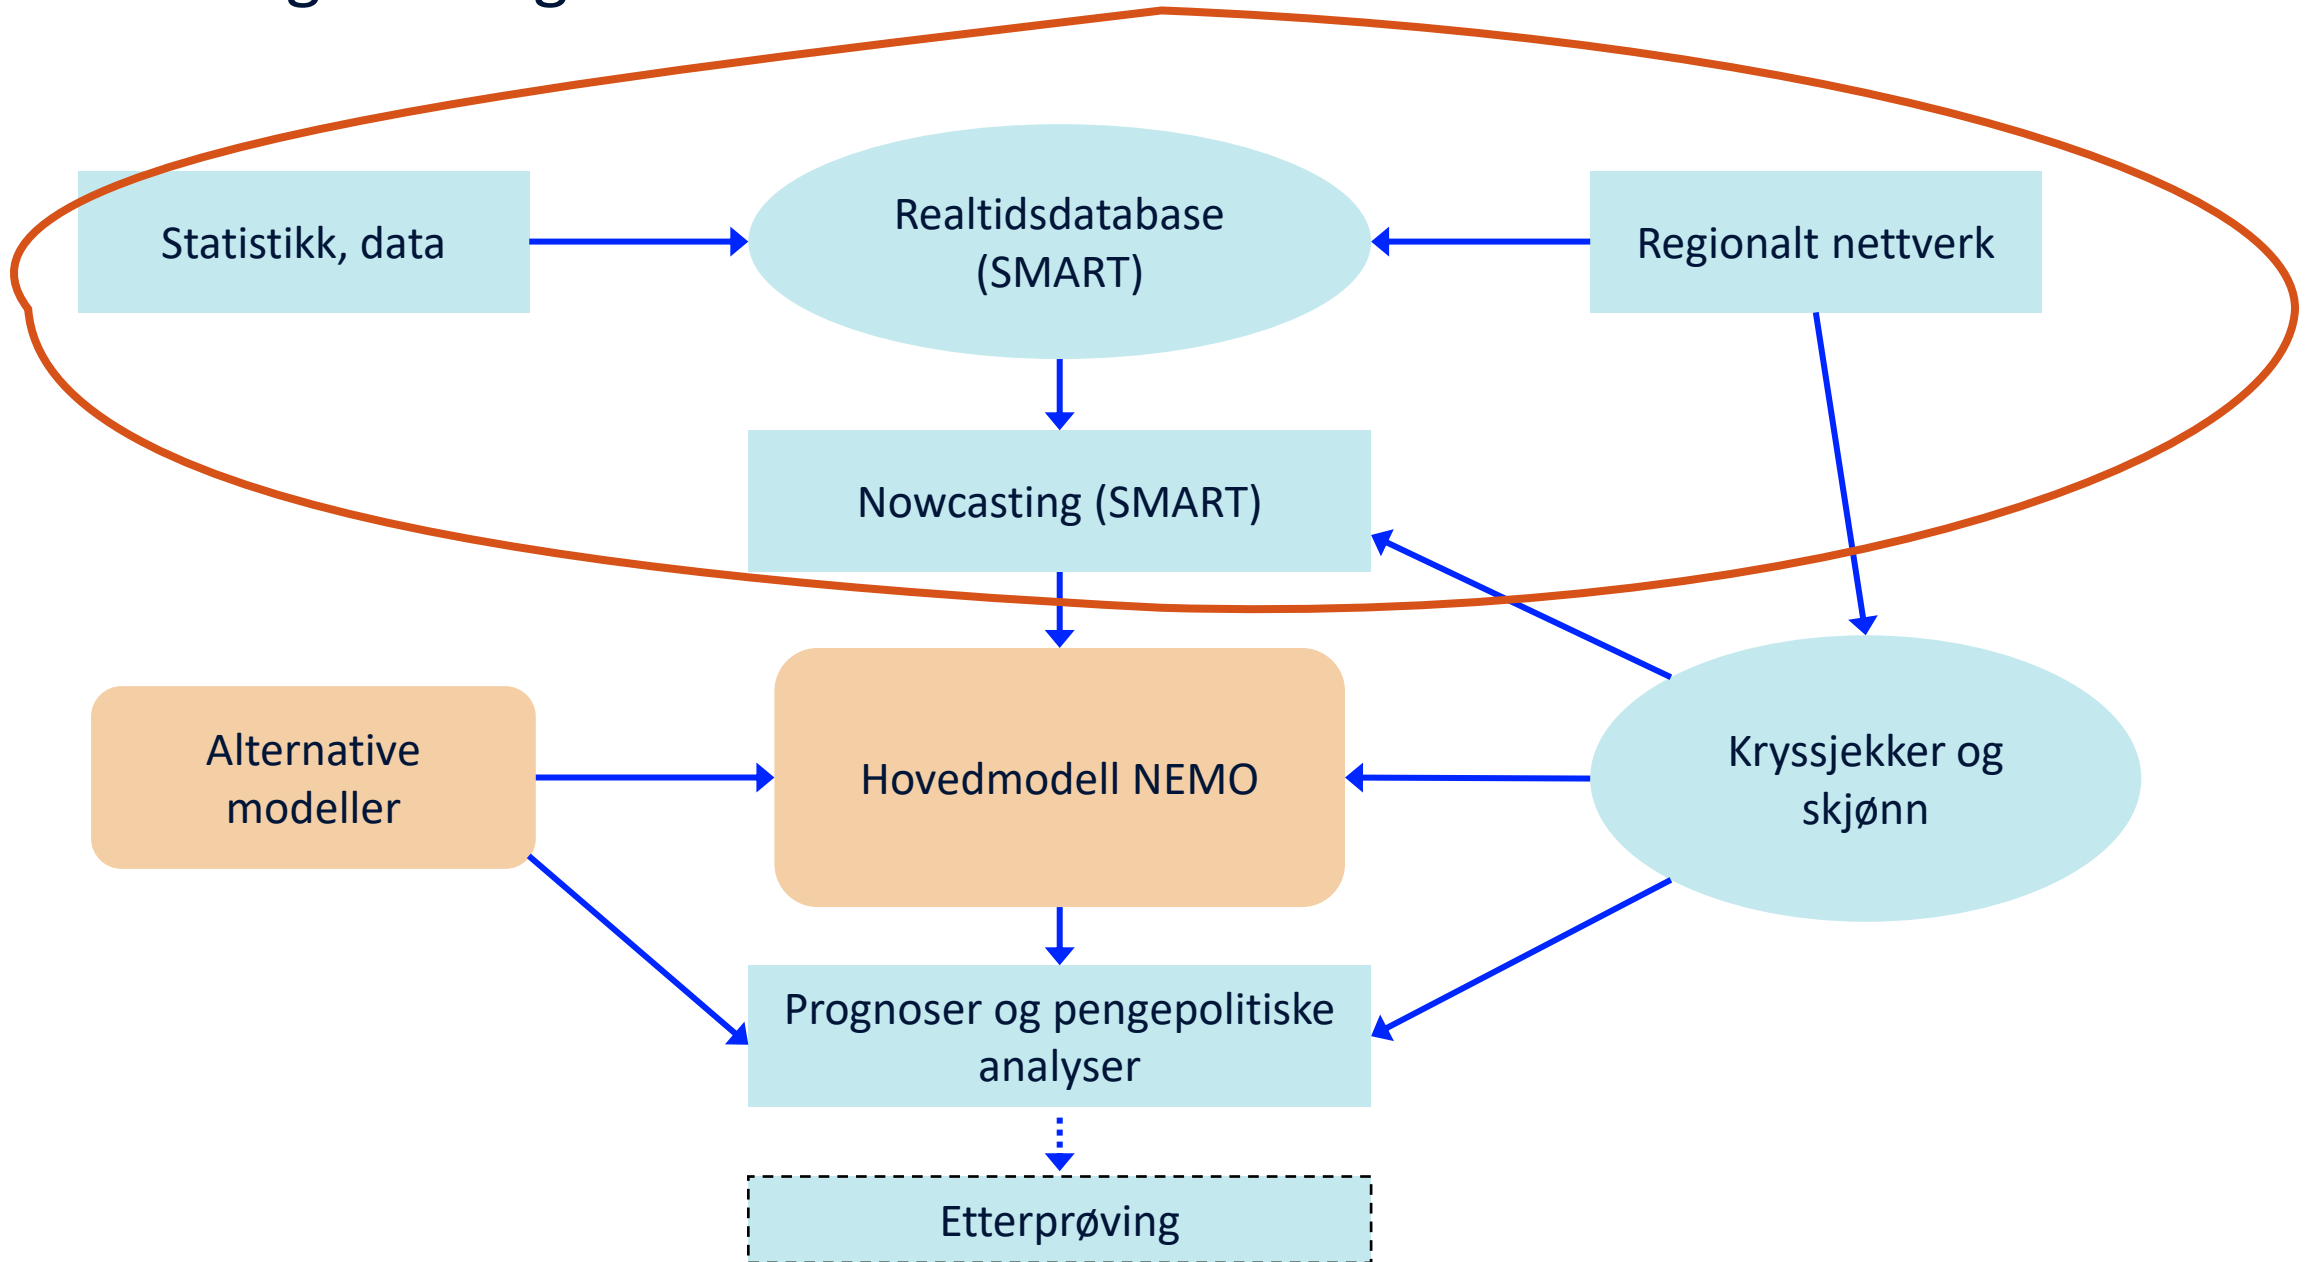 Statistikk, data
Realtidsdatabase
(SMART)
Regionalt nettverk
Nowcasting (SMART)
Alternative
modeller
Hovedmodell NEMO
Kryssjekker og
skjønn
Prognoser og pengepolitiske
analyser
Etterprøving